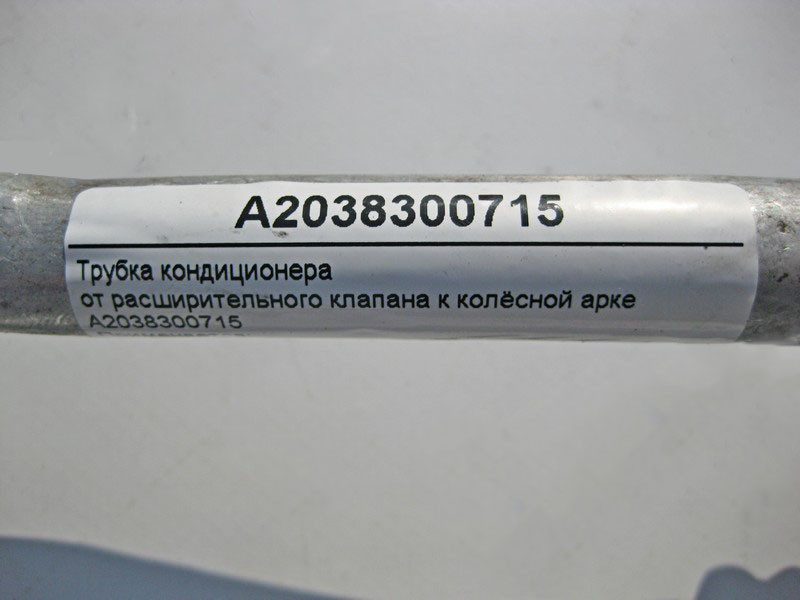 A2038300715
Трубка кондиционера
от расширительного клапана к колёсной арке
A2038300715